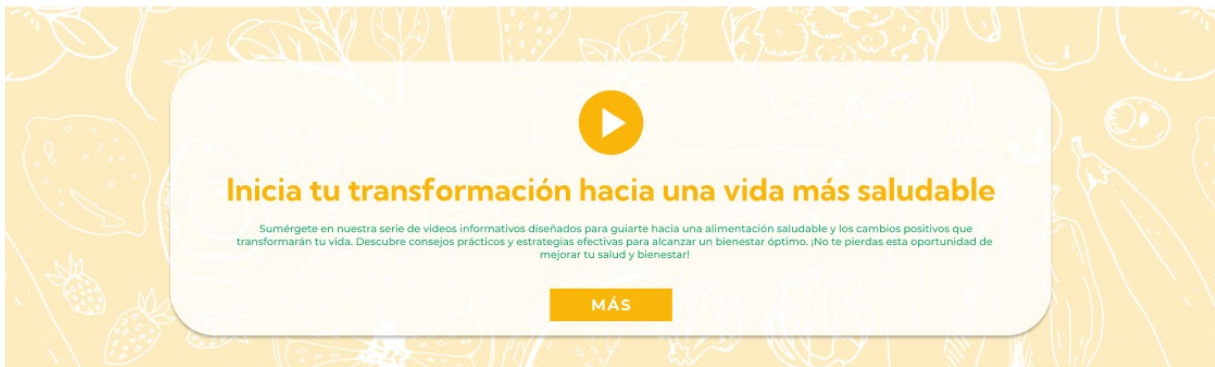 Inicia tu transformación hacia una vida más saludable
Sumérgete en nuestra serie de videos informativos diseñados para guiarte hacia una alimentación saludable y los cambios positivos que
transformarán tu vida. Descubre consejos prácticos y estrategias efectivas para alcanzar un bienestar óptimo. ¡No te pierdas esta oportunidad de
mejorar tu salud y bienestar!
MÁS